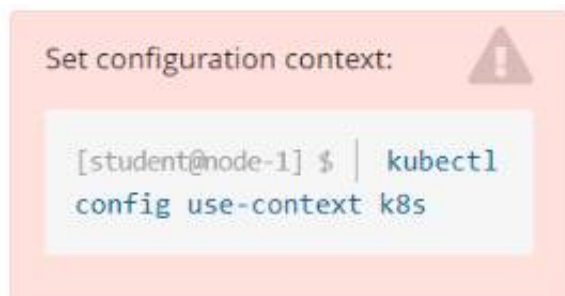 Set configuration context:
[student@node-1] $ | kubectl
config use-context k8s